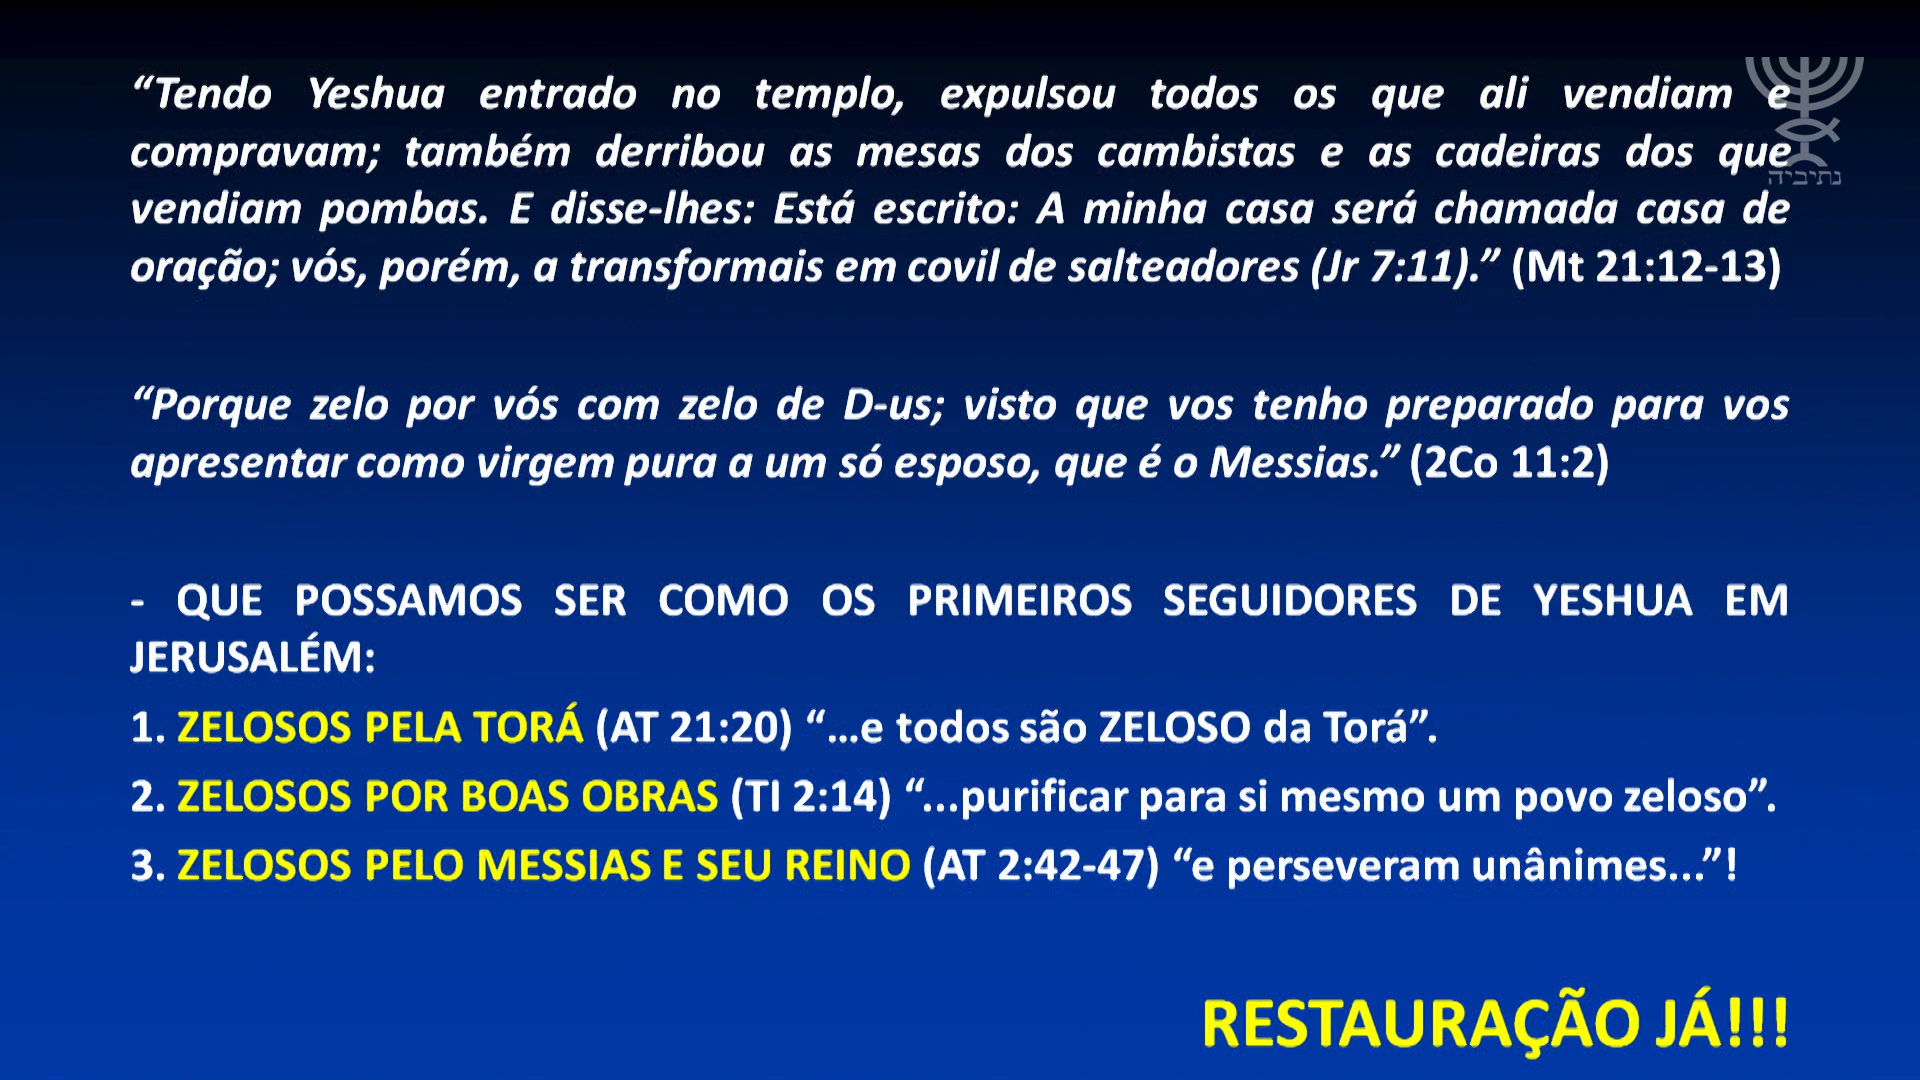 “Tendo Yeshua entrado no templo, expulsou todos os que ali vendiam e
compravam; também derribou as mesas dos cambistas e as cadeiras dos que
vendiam pombas. E disse-lhes: Está escrito: A minha casa será chamada casa de
oração; vós, porém, a transformais em covil de salteadores (Jr 7:11).” (Mt 21:12-13)
“Porque zelo por vós com zelo de D-us; visto que vos tenho preparado para vos
apresentar como virgem pura a um só esposo, que é o Messias.” (2Co 11:2)
- QUE POSSAMOS SER COMO OS PRIMEIROS SEGUIDORES DE YESHUA EM
JERUSALÉM:
1. ZELOSOS PELA TORÁ (AT 21:20) “…e todos são ZELOSO da Torá”.
2. ZELOSOS POR BOAS OBRAS (TI 2:14) “...purificar para si mesmo um povo zeloso”.
3. ZELOSOS PELO MESSIAS E SEU REINO (AT 2:42-47) “e perseveram unânimes...”!
RESTAURAÇÃO JÁ!!!
נתיביה